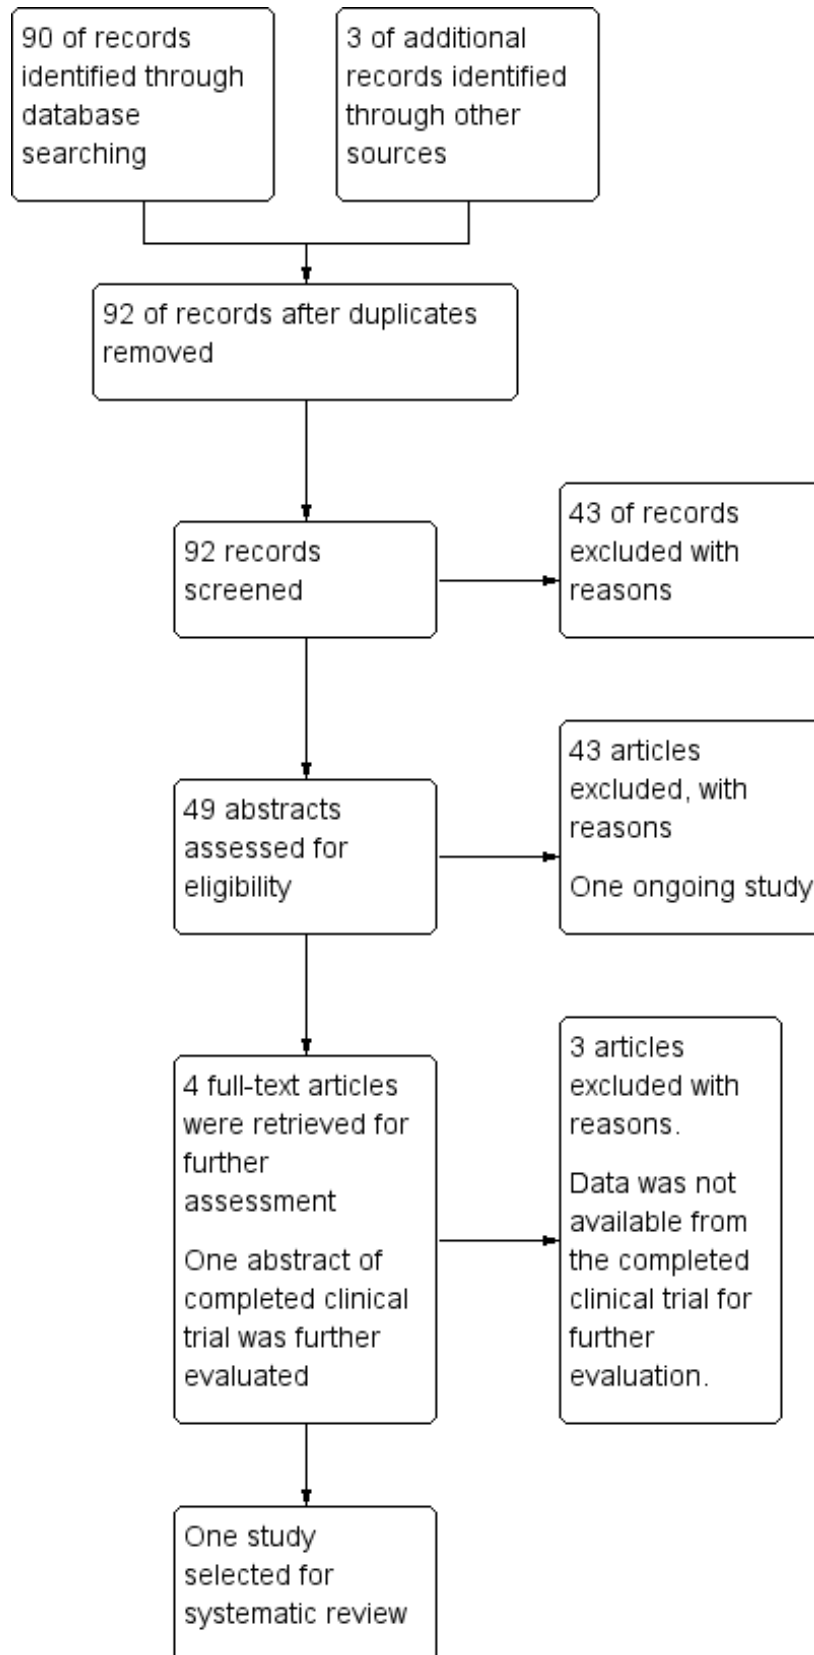 90 of records
identified through
database
searching
3 of additional
records identified
through other
sources
92 of records after duplicates
removed
92 records
screened
43 of records
excluded with
reasons
49 abstracts
assessed for
eligibility
43 articles
excluded, with
reasons
One ongoing study
4 full-text articles
were retrieved for
further
assessment
One abstract of
completed clinical
trial was further
evaluated
3 articles
excluded with
reasons.
Data was not
available from
the completed
clinical trial for
further
evaluation.
One study
selected for
systematic review